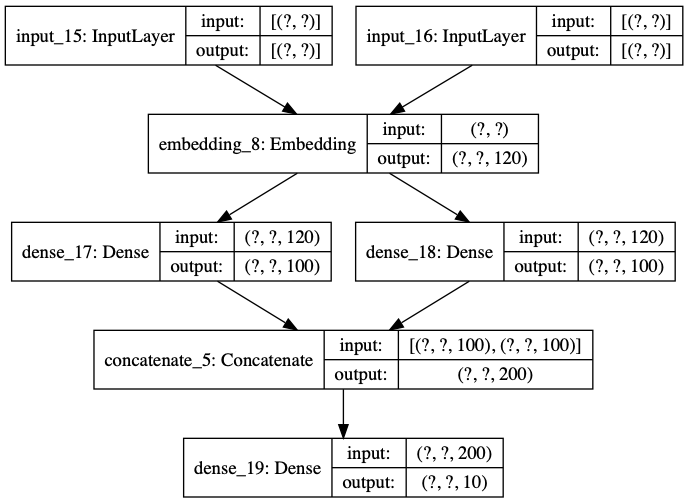 input_15: InputLayer
input: [(?, ?)]
output: [(?, ?)]
input_16: InputLayer
input: [(?, ?)]
output: [(?, ?)]
embedding_8: Embedding
input: (?, ?)
output: (?, ?, 120)
dense_17: Dense
input: (?, ?, 120)
output: (?, ?, 100)
dense_18: Dense
input: (?, ?, 120)
output: (?, ?, 100)
concatenate_5: Concatenate
input: [(?, ?, 100), (?, ?, 100)]
output: (?, ?, 200)
dense_19: Dense
input: (?, ?, 200)
output: (?, ?, 10)